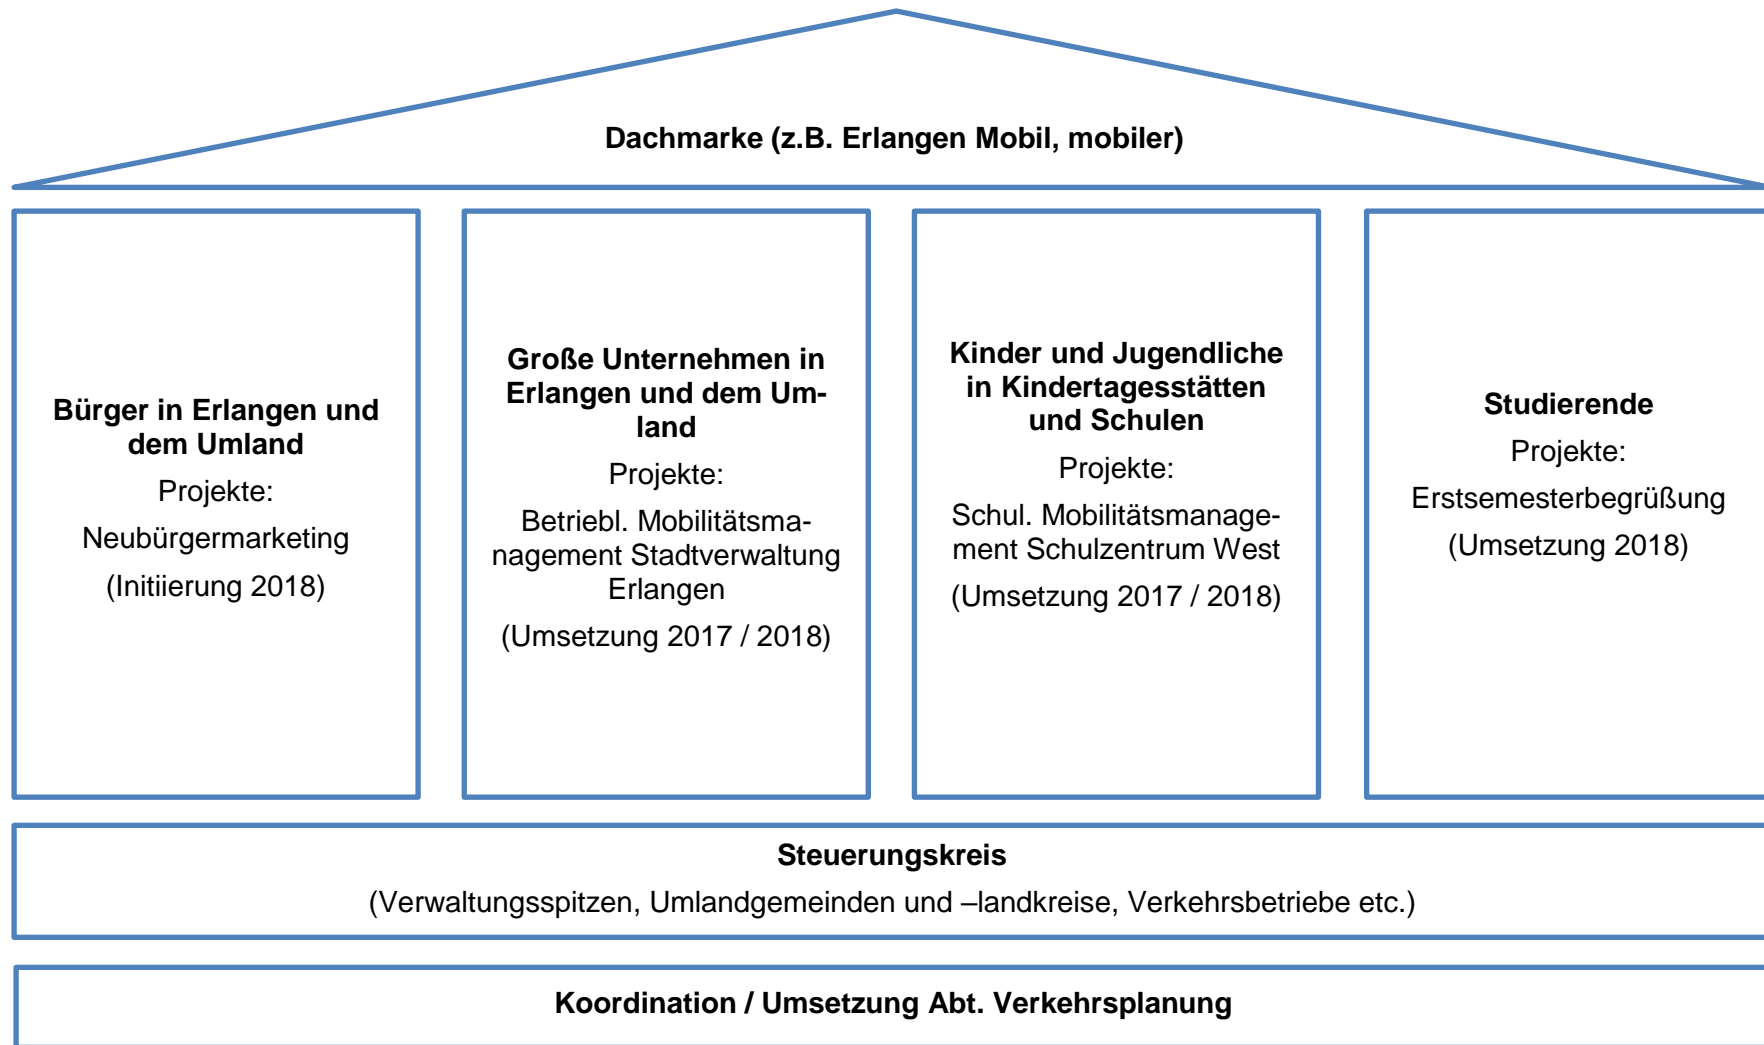 Dachmarke (z.B. Erlangen Mobil, mobiler)
Bürger in Erlangen und
dem Umland
Projekte:
Neubürgermarketing
(Initiierung 2018)
Große Unternehmen in
Erlangen und dem Um-
land
Projekte:
Betriebl. Mobilitätsma-
nagement Stadtverwaltung
Erlangen
(Umsetzung 2017 / 2018)
Kinder und Jugendliche
in Kindertagesstätten
und Schulen
Projekte:
Schul. Mobilitätsmanage-
ment Schulzentrum West
(Umsetzung 2017 / 2018)
Studierende
Projekte:
Erstsemesterbegrüßung
(Umsetzung 2018)
Steuerungskreis
(Verwaltungsspitzen, Umlandgemeinden und –landkreise, Verkehrsbetriebe etc.)
Koordination / Umsetzung Abt. Verkehrsplanung